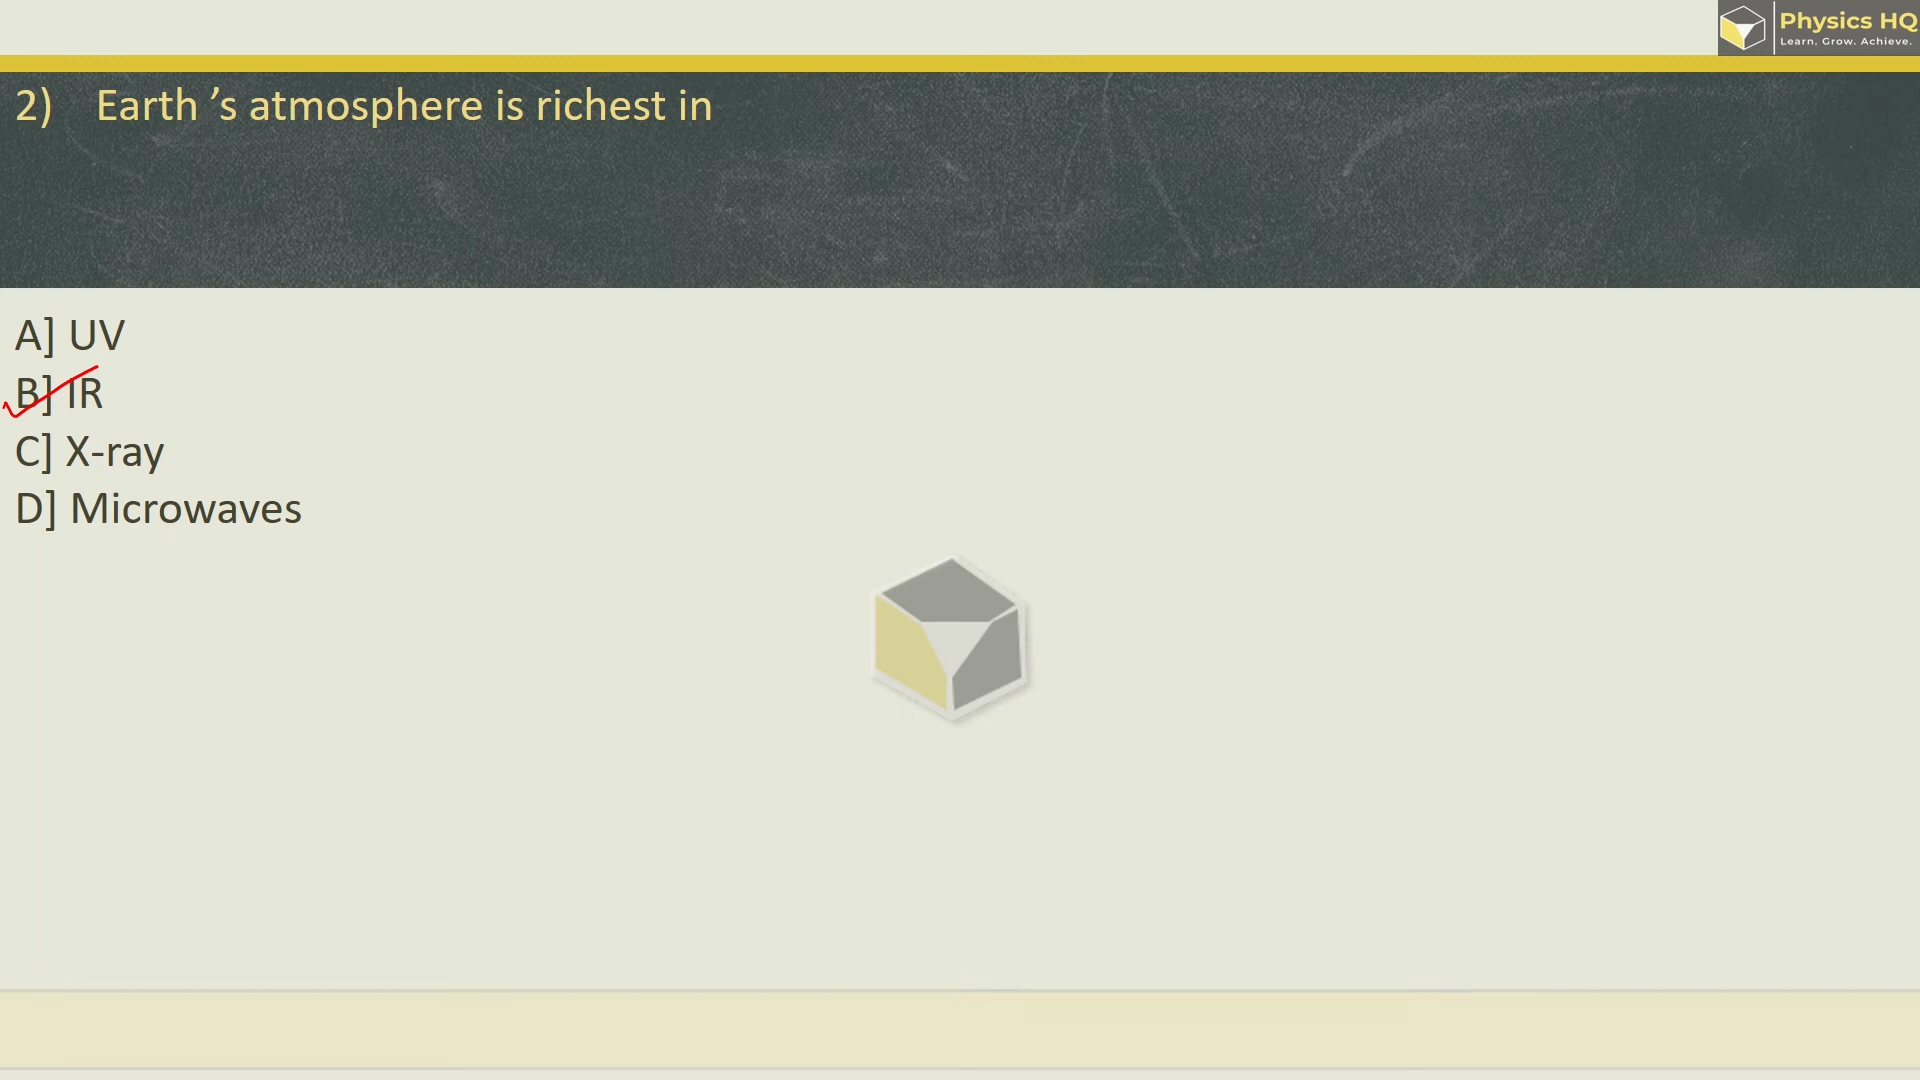 Physics HQ
Learn. Grow. Achieve.
2) Earth ’s atmosphere is richest in
A] UV
B] IR
C] X-ray
D] Microwaves